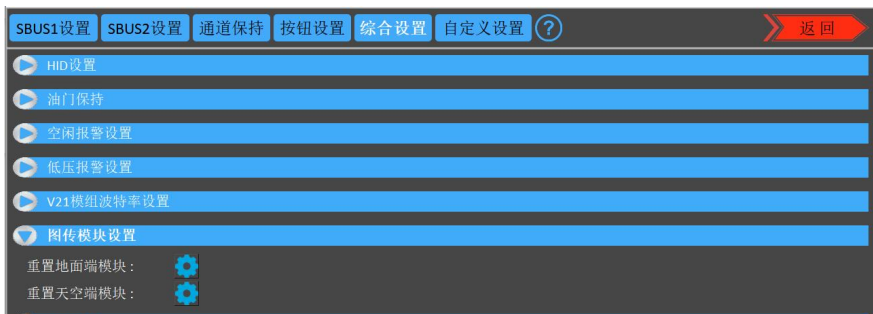 SBUS1设置 SBUS2设置 通道保持 按钮设置 综合设置 自定义设置 ? 返回
HID设置
油门保持
空闲报警设置
低压报警设置
V21模组波特率设置
图传模块设置
重置地面端模块：
重置天空端模块：